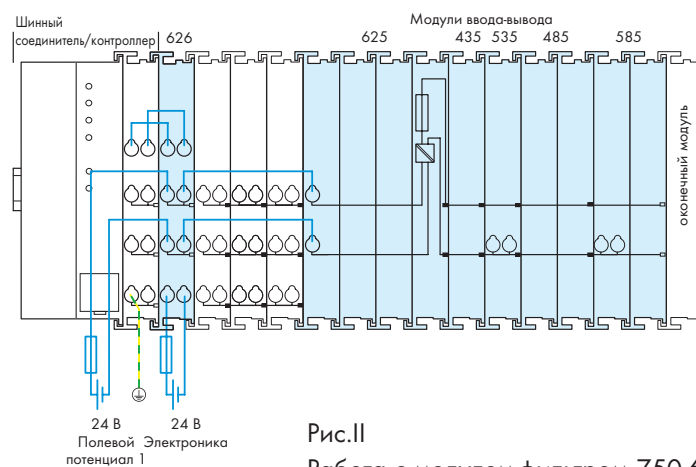 Шинный
соединитель/контроллер
626
Модули ввода-вывода
625
435 535
485
585
оконечный модуль
24 В
Полевой
потенциал 1
24 В
Электроника
Рис.II